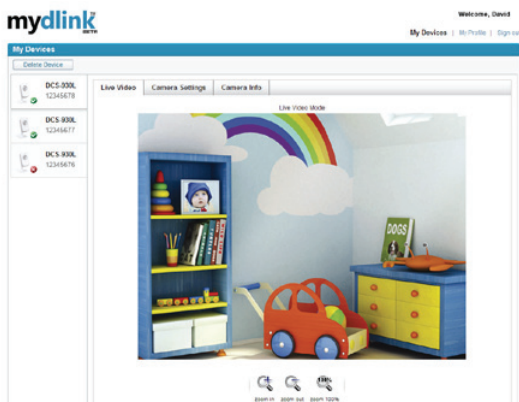 mydlink
BETA
Welcome, David
My Devices | My Profile | Sign out
My Devices
Delete Device
DCS-930L
12345678
DCS-930L
12345677
DCS-930L
12345676
Live Video
Camera Settings
Camera Info
Live Video Mode
DOGS
zoom in
zoom out
zoom 100%